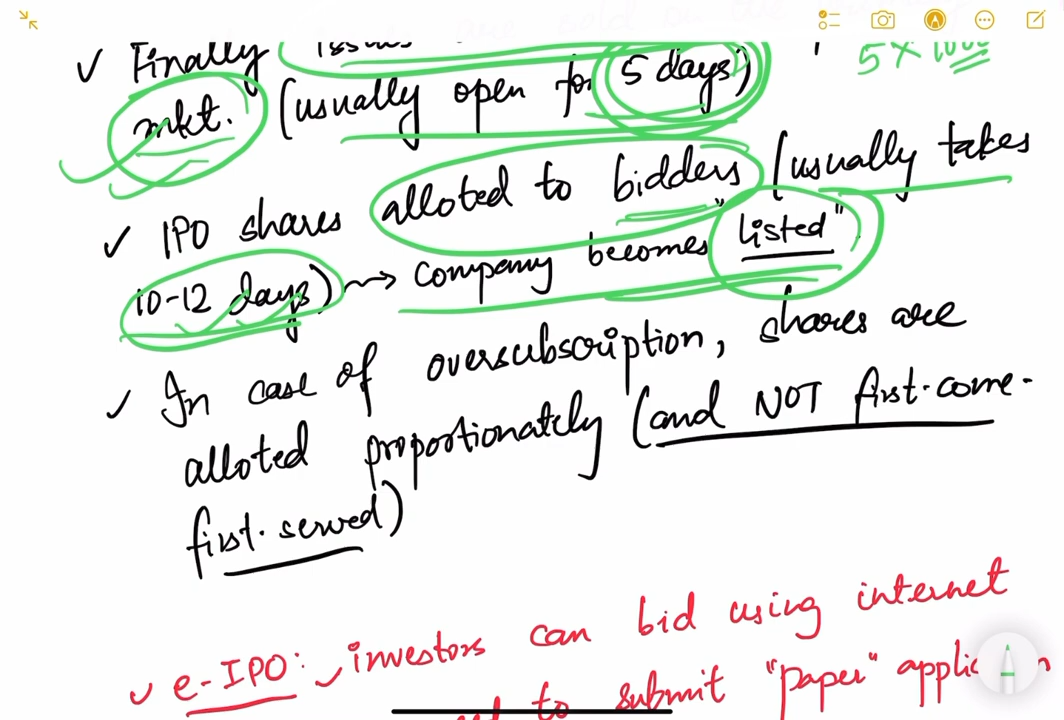 ✓ Finally issues
5 × 1000
mkt. (usually open for 5 days)
✓ IPO shares alloted to bidders (usually takes
10-12 days) → company becomes "listed"
✓ In case of oversubscription, shares are
alloted proportionately (and NOT first-come-
first-served)
✓ e-IPO: ✓ investors can bid using internet
to submit "paper"